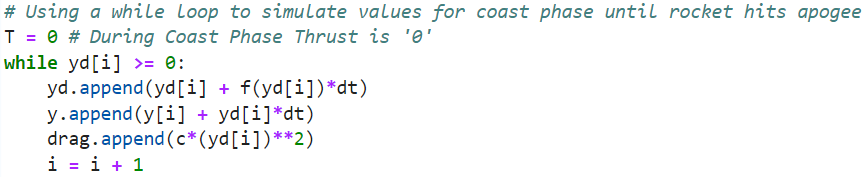 # Using a while loop to simulate values for coast phase until rocket hits apogee
T = 0 # During Coast Phase Thrust is '0'
while yd[i] >= 0:
    yd.append(yd[i] + f(yd[i])*dt)
    y.append(y[i] + yd[i]*dt)
    drag.append(c*(yd[i])**2)
    i = i + 1